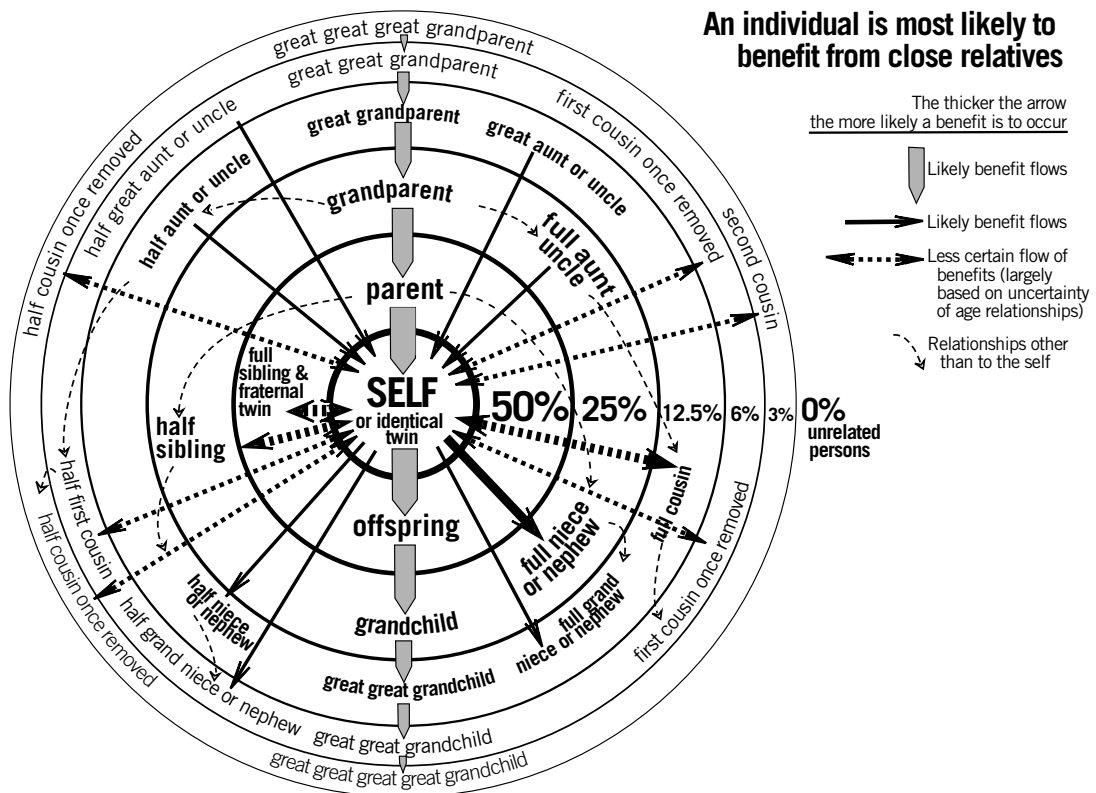 An individual is most likely to
benefit from close relatives
The thicker the arrow
the more likely a benefit is to occur
Likely benefit flows
Likely benefit flows
Less certain flow of
benefits (largely
based on uncertainty
of age relationships)
Relationships other
than to the self
great great great grandparent
great great grandparent
great grandparent
grandparent
parent
SELF
or identical
twin
offspring
grandchild
great great grandchild
great great grandchild
great great great great grandchild
half cousin once removed
half great aunt or uncle
half aunt or uncle
great aunt or uncle
first cousin once removed
second cousin
full aunt
uncle
full
sibling &
fraternal
twin
half
sibling
50%
25%
12.5%
6%
3%
0%
unrelated
persons
half first cousin
half cousin once removed
half niece
or nephew
half grand niece or nephew
full niece
or nephew
full grand
niece or nephew
full cousin
first cousin once removed